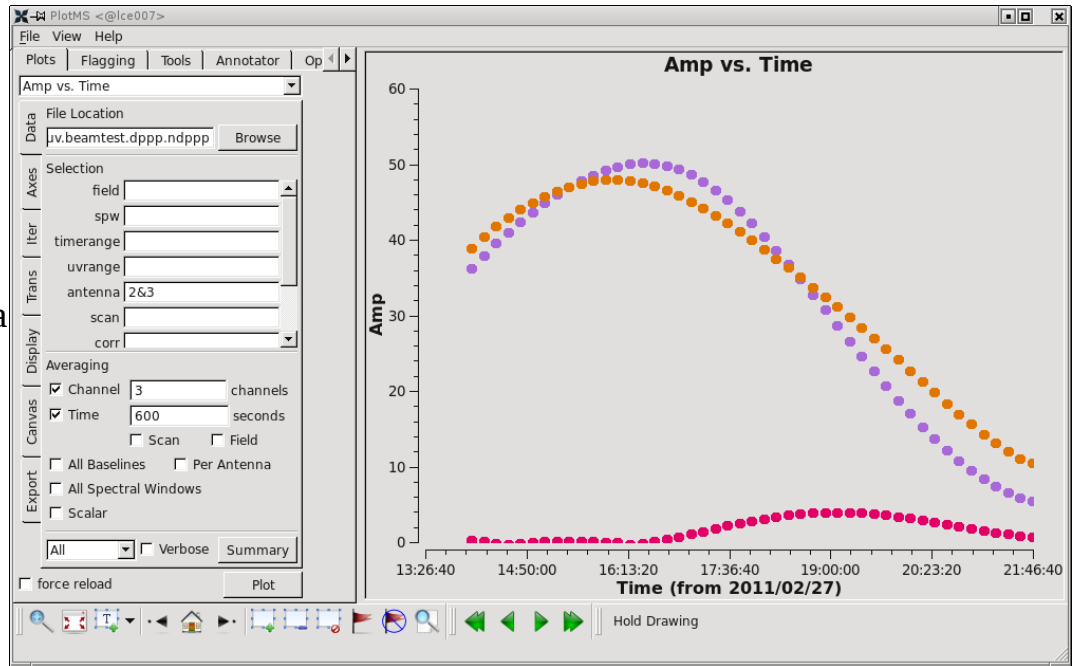 PlotMS <@lce007>
File View Help
Plots Flagging Tools Annotator Op
Amp vs. Time
Data
Axes
Iter
Trans
Display
Canvas
Export
File Location
uv.beamtest.dppp.ndppp Browse
Selection
field
spw
timerange
uvrange
antenna 2&3
scan
corr
Averaging
Channel 3 channels
Time 600 seconds
Scan Field
All Baselines Per Antenna
All Spectral Windows
Scalar
All Verbose Summary
force reload Plot
a
Amp vs. Time
Amp
60
50
40
30
20
10
0
13:26:40 14:50:00 16:13:20 17:36:40 19:00:00 20:23:20 21:46:40
Time (from 2011/02/27)
T
Hold Drawing